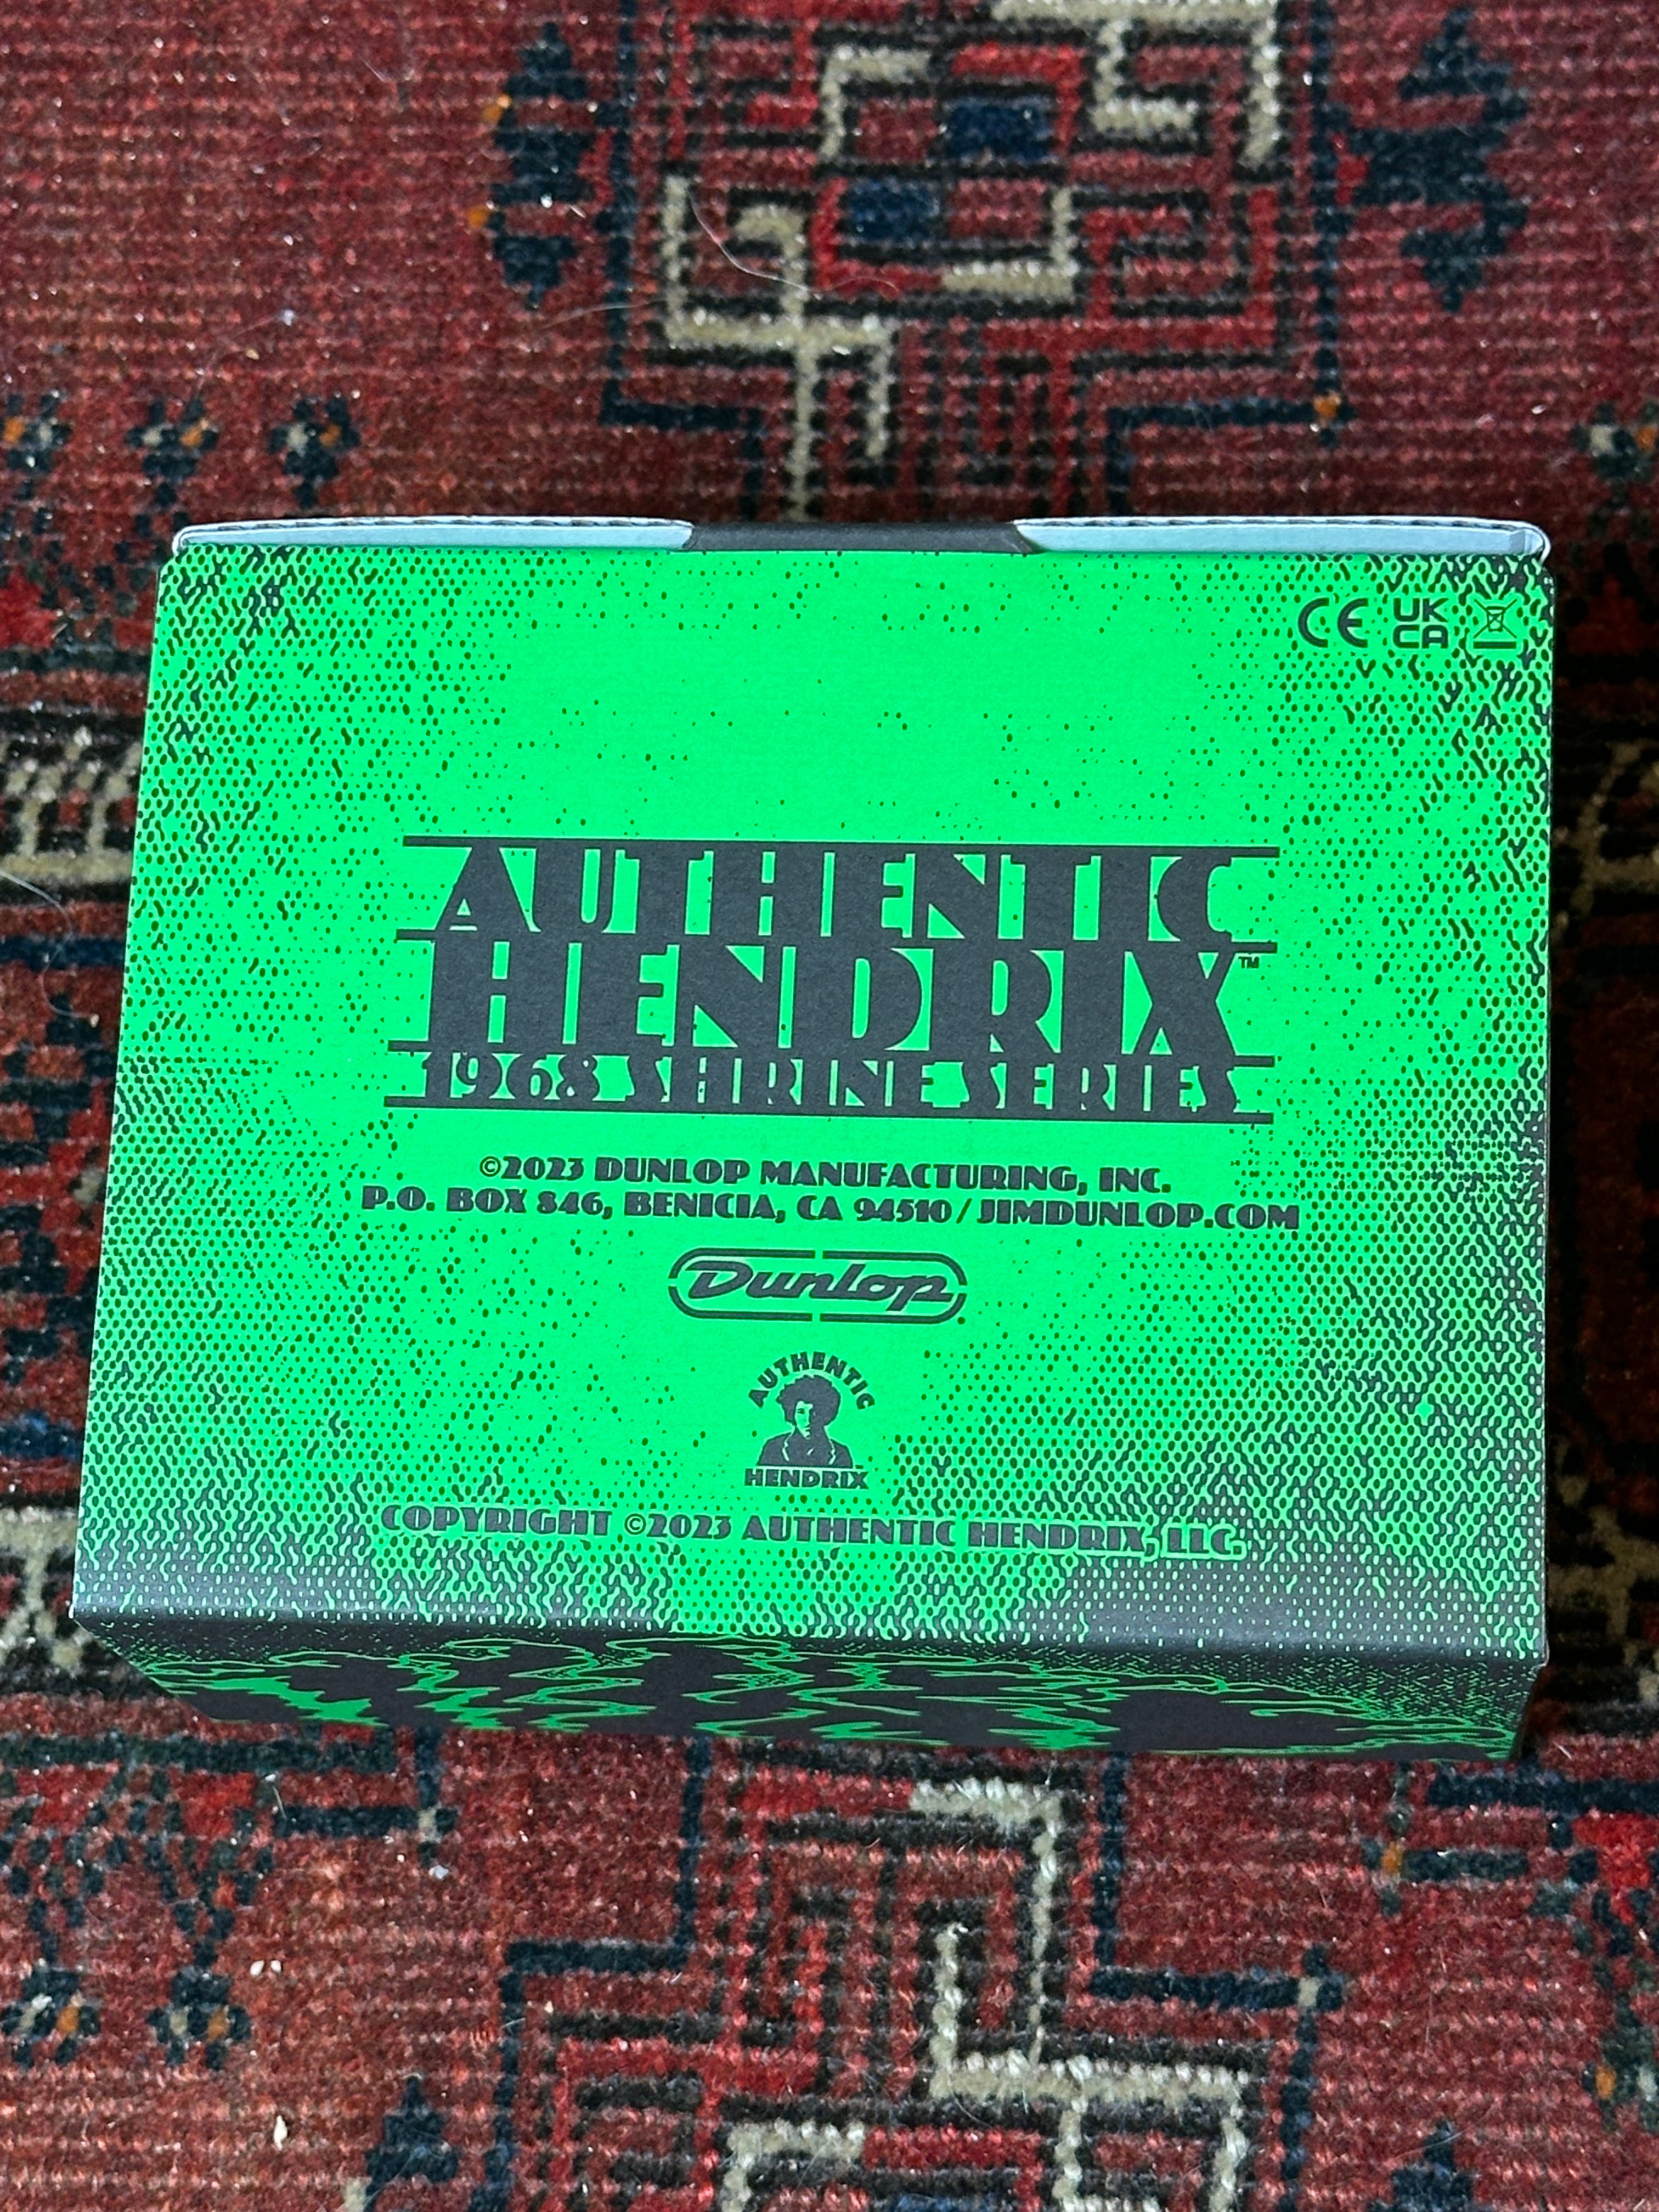 CE UK CA
AUTHENTIC
HENDRIX™
1968 SHRINE SERIES
©2023 DUNLOP MANUFACTURING, INC.
P.O. BOX 846, BENICIA, CA 94510 / JIMDUNLOP.COM
Dunlop
AUTHENTIC
HENDRIX
COPYRIGHT ©2023 AUTHENTIC HENDRIX, LLC.